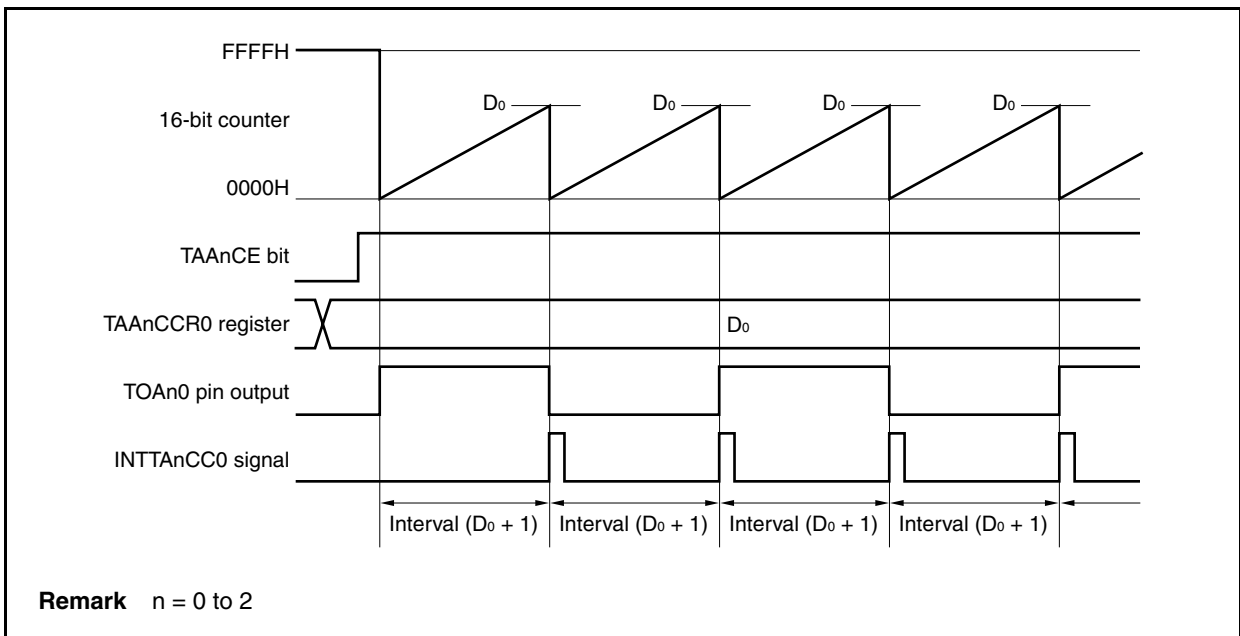 FFFFH
D0 D0 D0 D0
16-bit counter
0000H
TAAnCE bit
TAAnCCR0 register
D0
TOAn0 pin output
INTTAnCC0 signal
Interval (D0 + 1) Interval (D0 + 1) Interval (D0 + 1) Interval (D0 + 1)
Remark n = 0 to 2